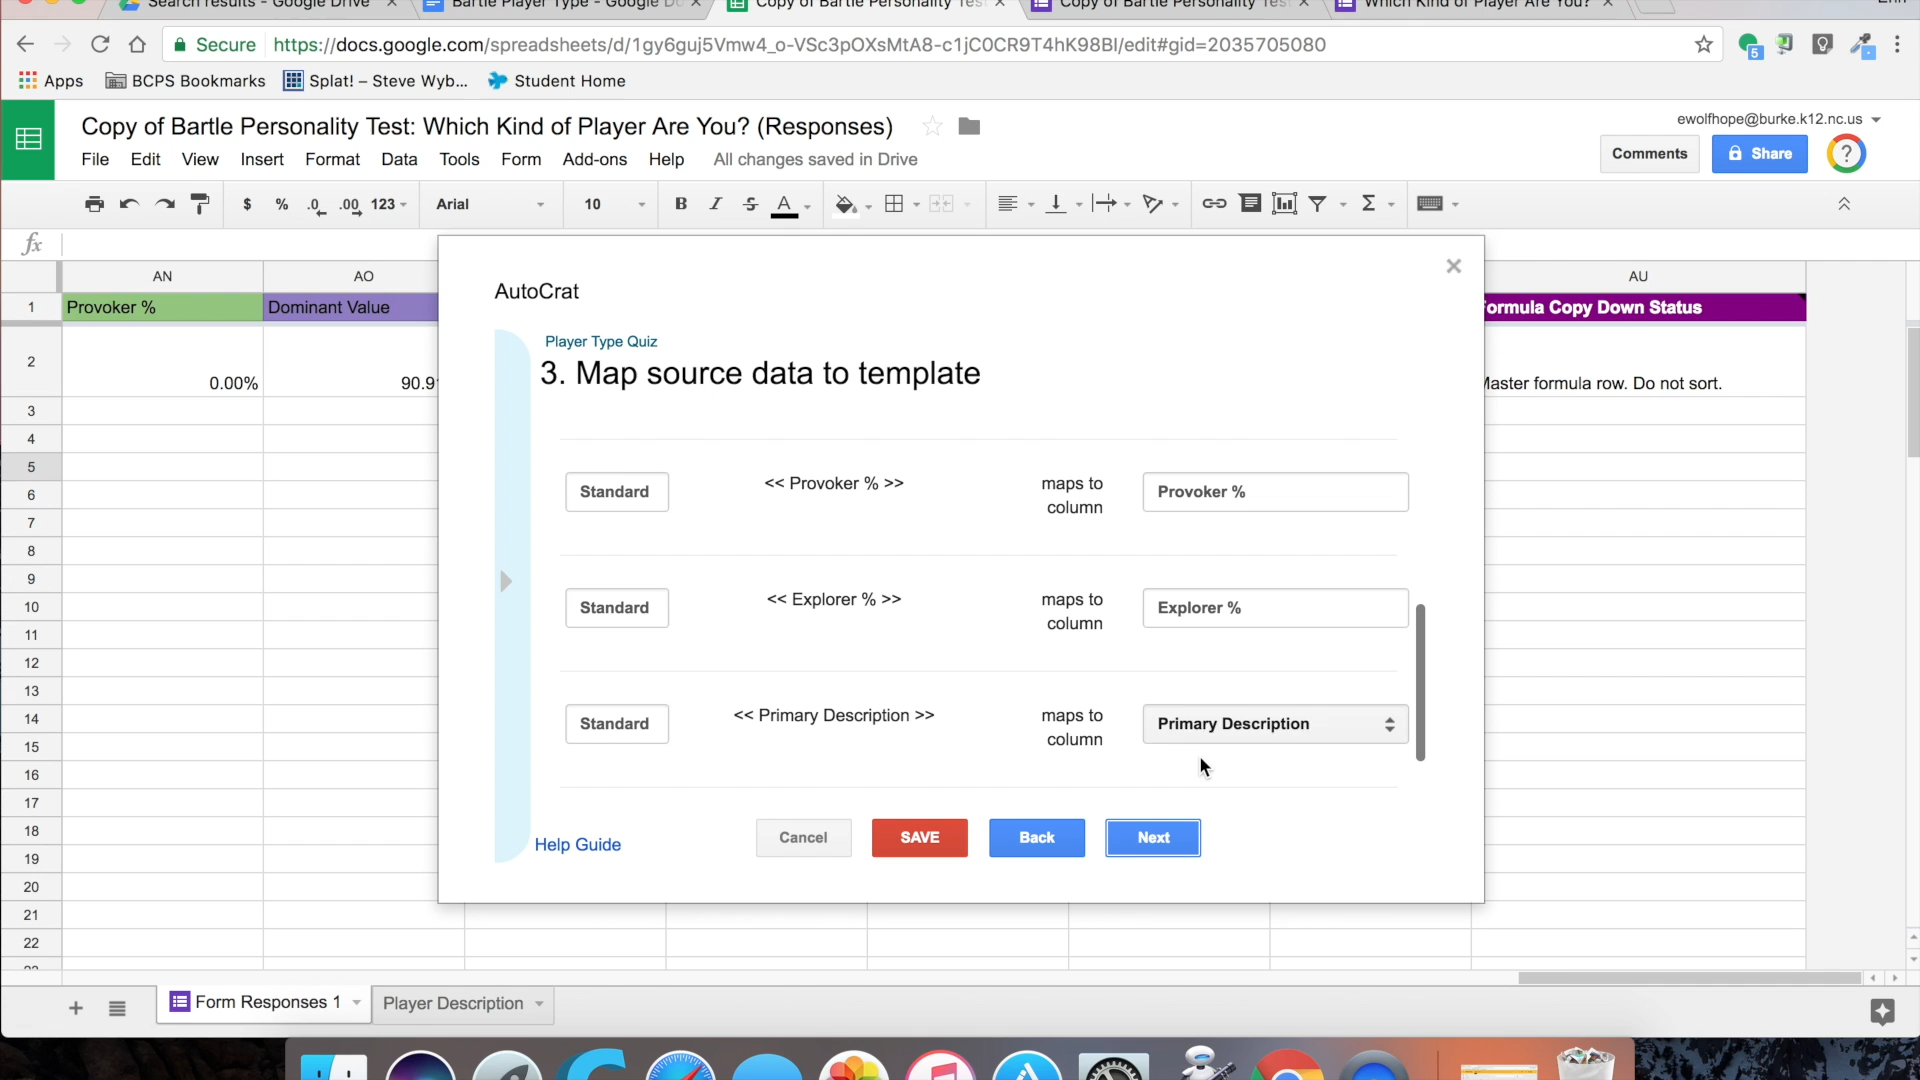 Search results - Google Drive
Bartle Player Type - Google Do
Copy of Bartle Personality Tes
Copy of Bartle Personality Tes
Which Kind of Player Are You?
Secure https://docs.google.com/spreadsheets/d/1gy6guj5Vmw4_o-VSc3pOXsMtA8-c1jC0CR9T4hK98BI/edit#gid=2035705080
5
Apps BCPS Bookmarks Splat! – Steve Wyb... Student Home
Copy of Bartle Personality Test: Which Kind of Player Are You? (Responses)
ewolfhope@burke.k12.nc.us
File Edit View Insert Format Data Tools Form Add-ons Help All changes saved in Drive
Comments Share
$ % .0 .00 123 Arial 10 B I S A Σ
fx
AN AO AU
1 Provoker % Dominant Value ormula Copy Down Status
2 0.00% 90.9 Master formula row. Do not sort.
3
4
5
6
7
8
9
10
11
12
13
14
15
16
17
18
19
20
21
22
AutoCrat
Player Type Quiz
3. Map source data to template
Standard << Provoker % >> maps to column Provoker %
Standard << Explorer % >> maps to column Explorer %
Standard << Primary Description >> maps to column Primary Description
Help Guide Cancel SAVE Back Next
Form Responses 1 Player Description